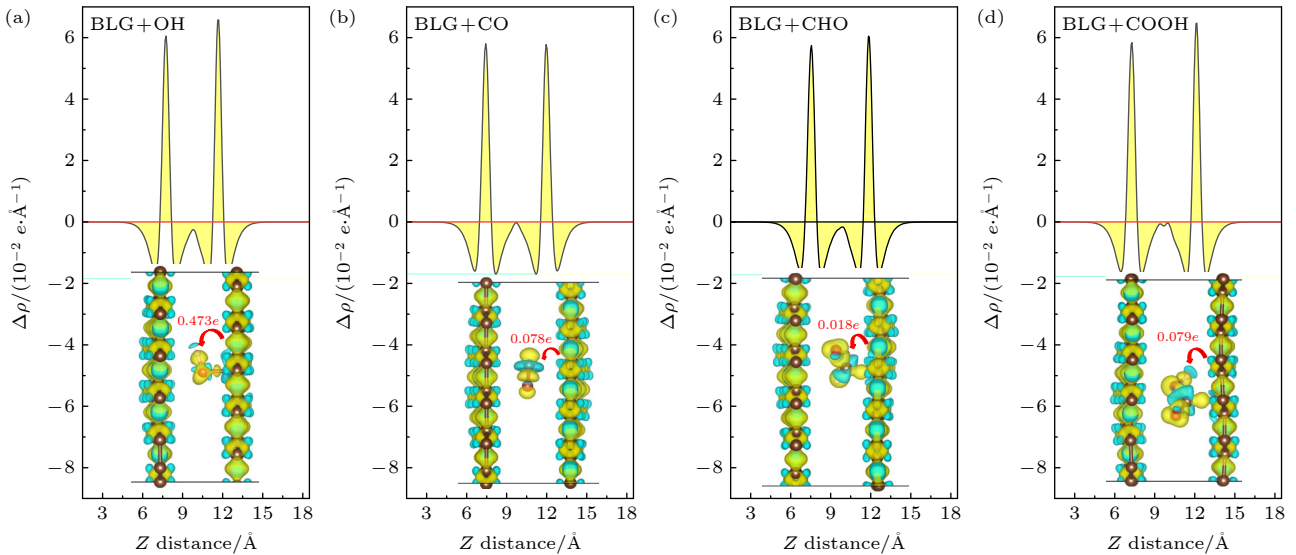 (a)
BLG+OH
6
4
2
0
−2
−4
−6
−8
Δρ/(10⁻² e·Å⁻¹)
0.473e
3 6 9 12 15 18
Z distance/Å
(b)
BLG+CO
6
4
2
0
−2
−4
−6
−8
Δρ/(10⁻² e·Å⁻¹)
0.078e
3 6 9 12 15 18
Z distance/Å
(c)
BLG+CHO
6
4
2
0
−2
−4
−6
−8
Δρ/(10⁻² e·Å⁻¹)
0.018e
3 6 9 12 15 18
Z distance/Å
(d)
BLG+COOH
6
4
2
0
−2
−4
−6
−8
Δρ/(10⁻² e·Å⁻¹)
0.079e
3 6 9 12 15 18
Z distance/Å